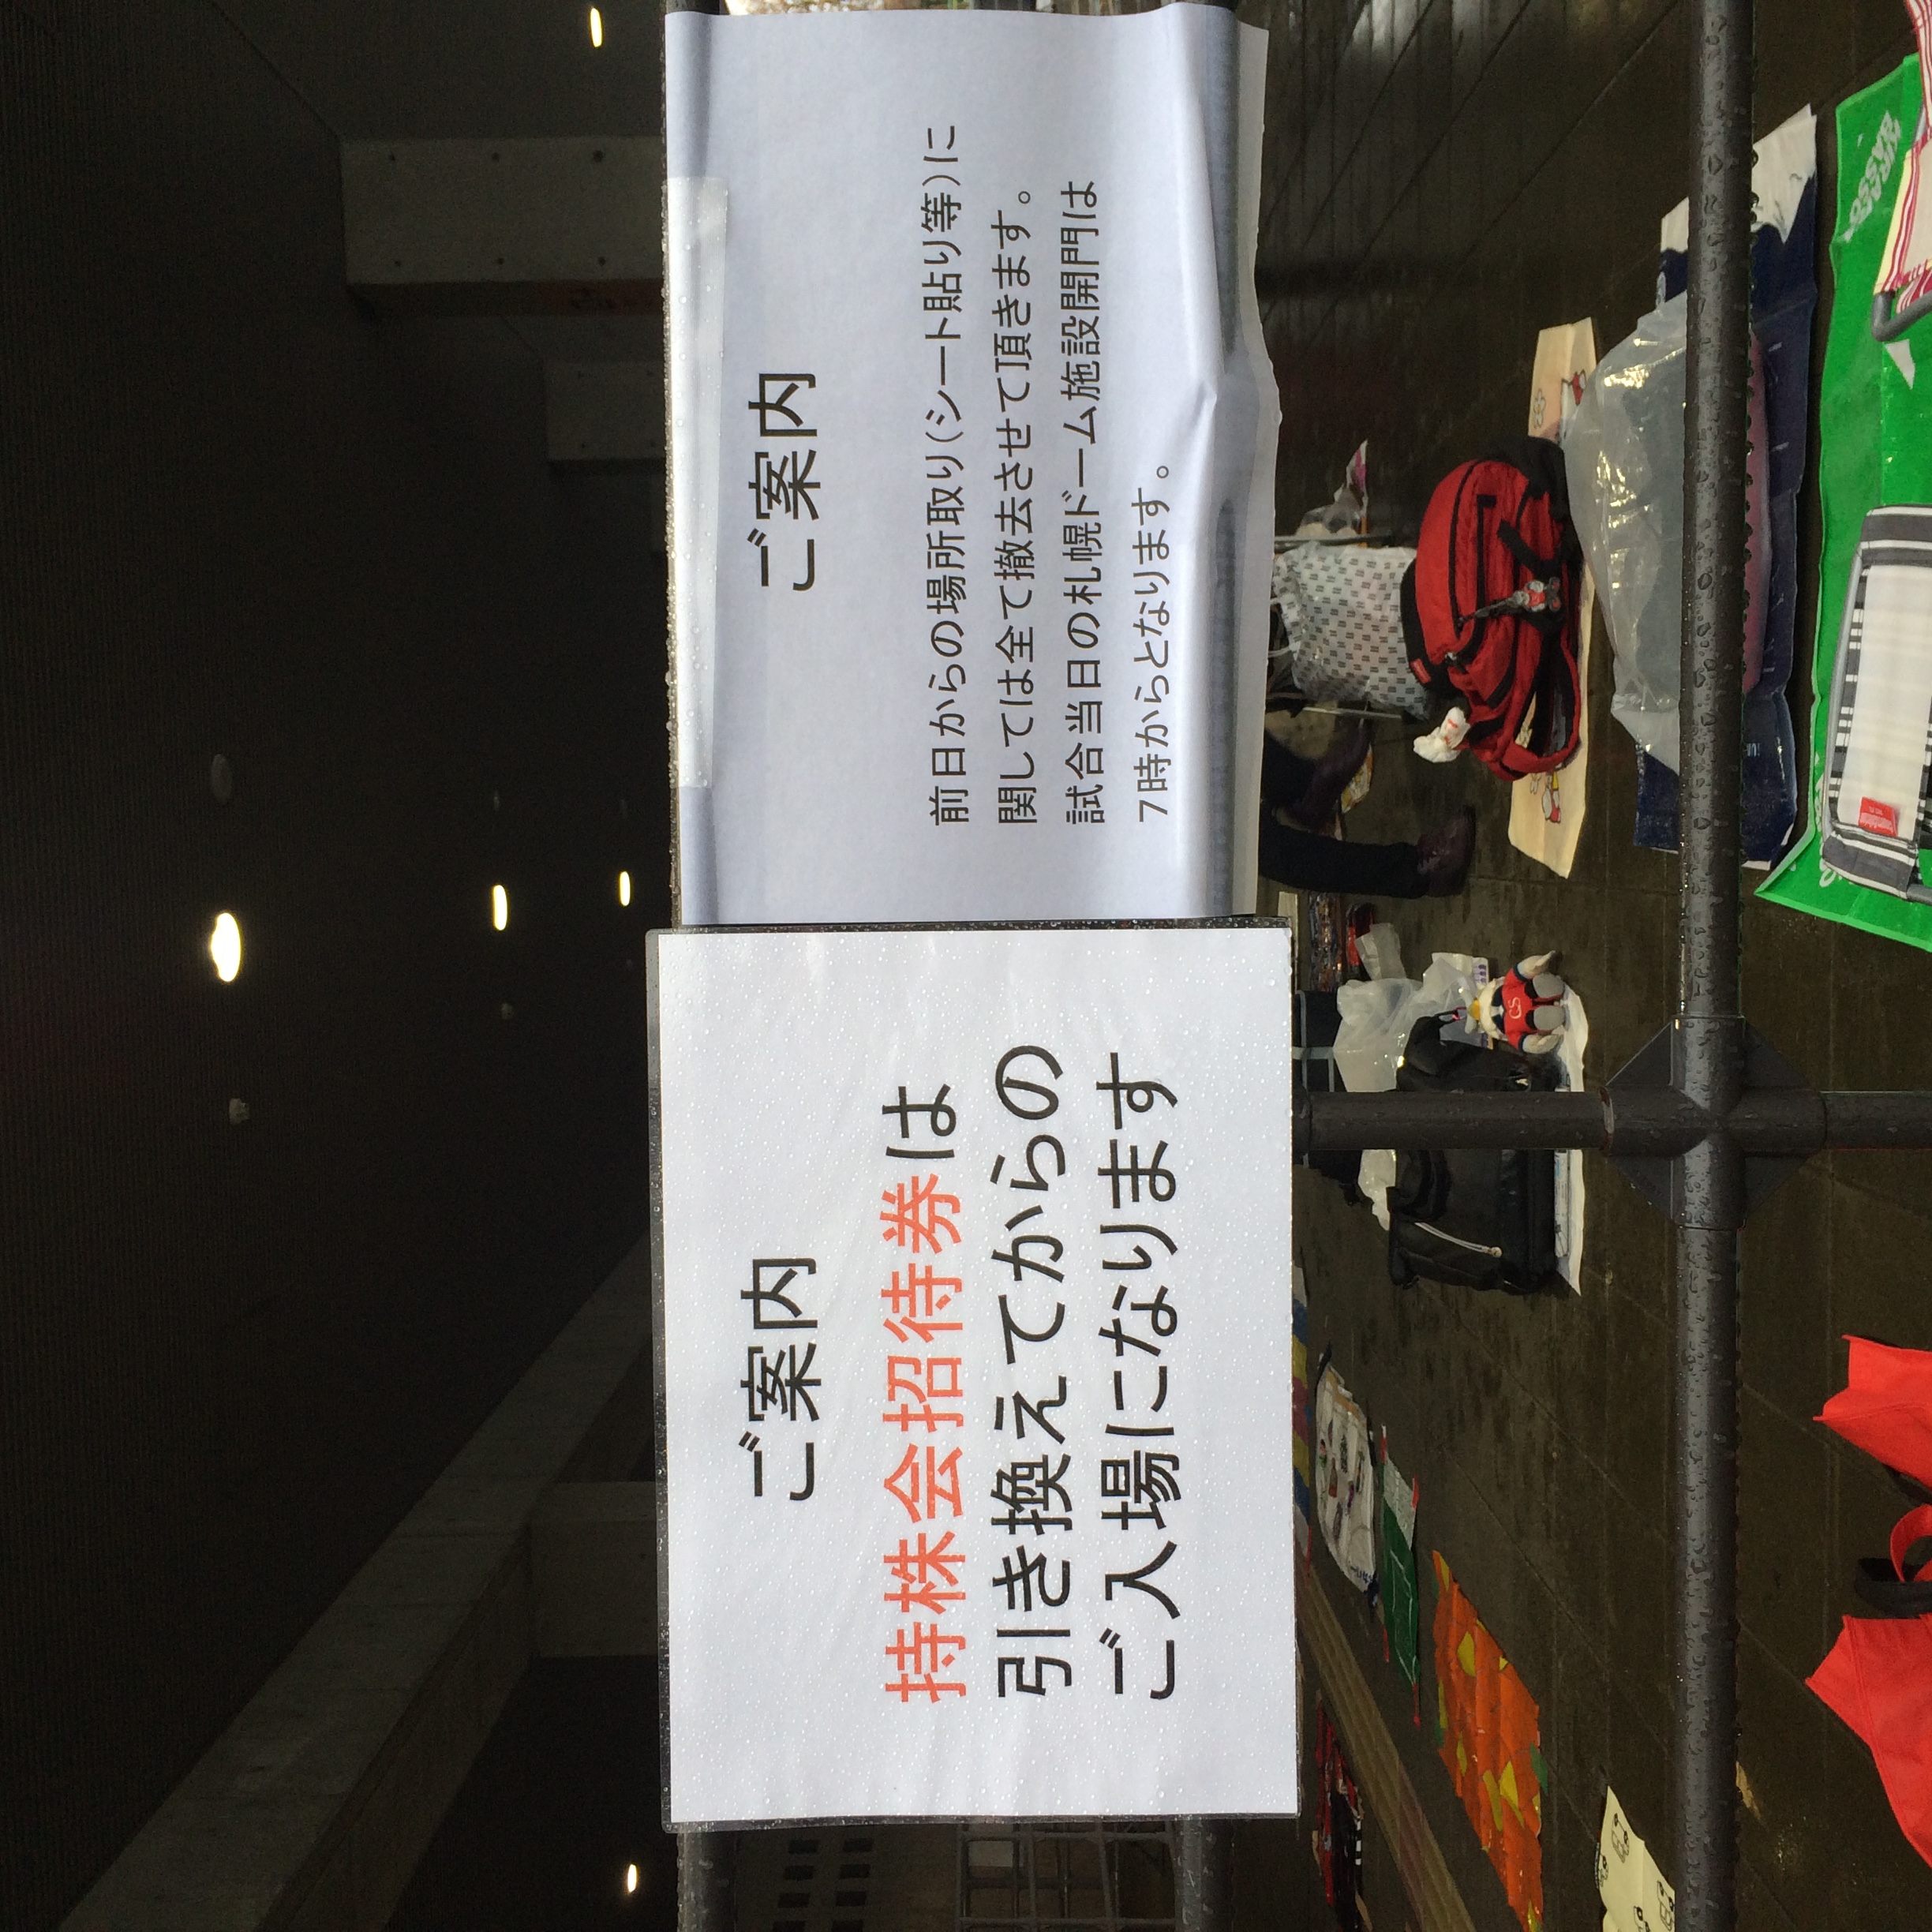 ご案内
持株会招待券は
引き換えてからの
ご入場になります
ご案内
前日からの場所取り(シート貼り等)に
関しては全て撤去させて頂きます。
試合当日の札幌ドーム施設開門は
7時からとなります。